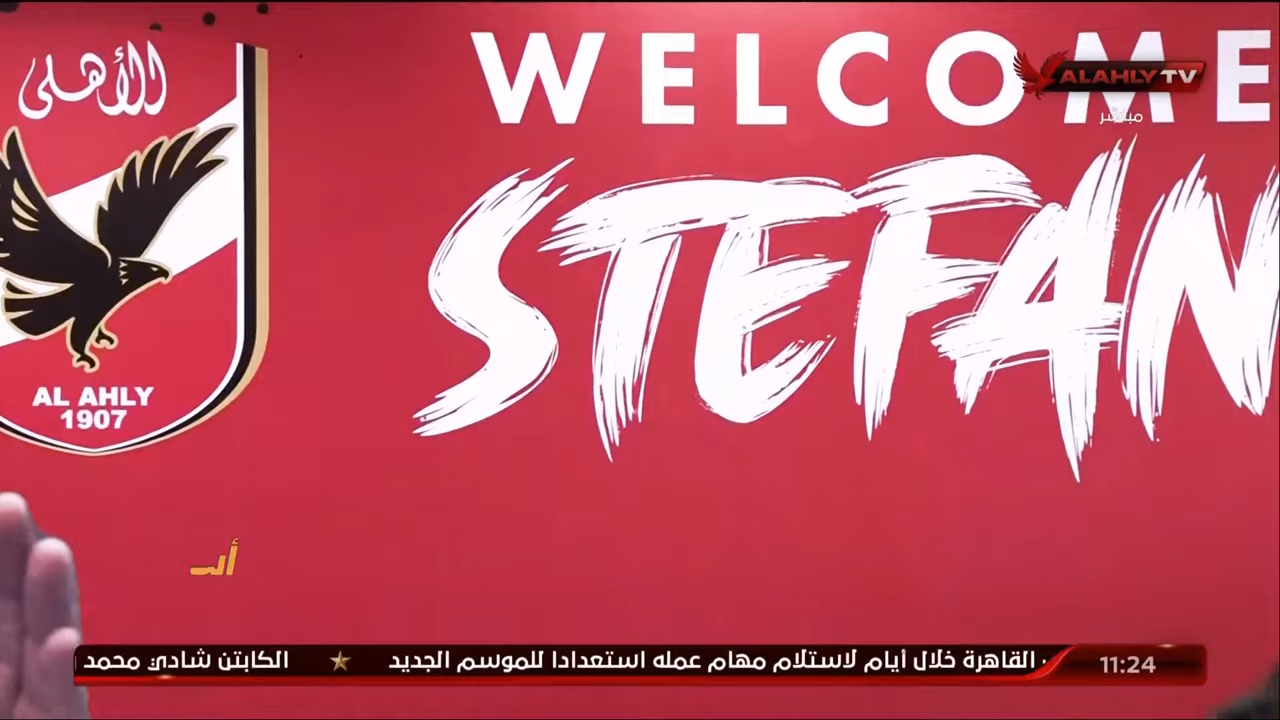 الأهلى
WELCOME
ALAHLY TV
مباشر
STEFAN
AL AHLY
1907
القاهرة خلال أيام لاستلام مهام عمله استعدادا للموسم الجديد ★ الكابتن شادي محمد
11:24